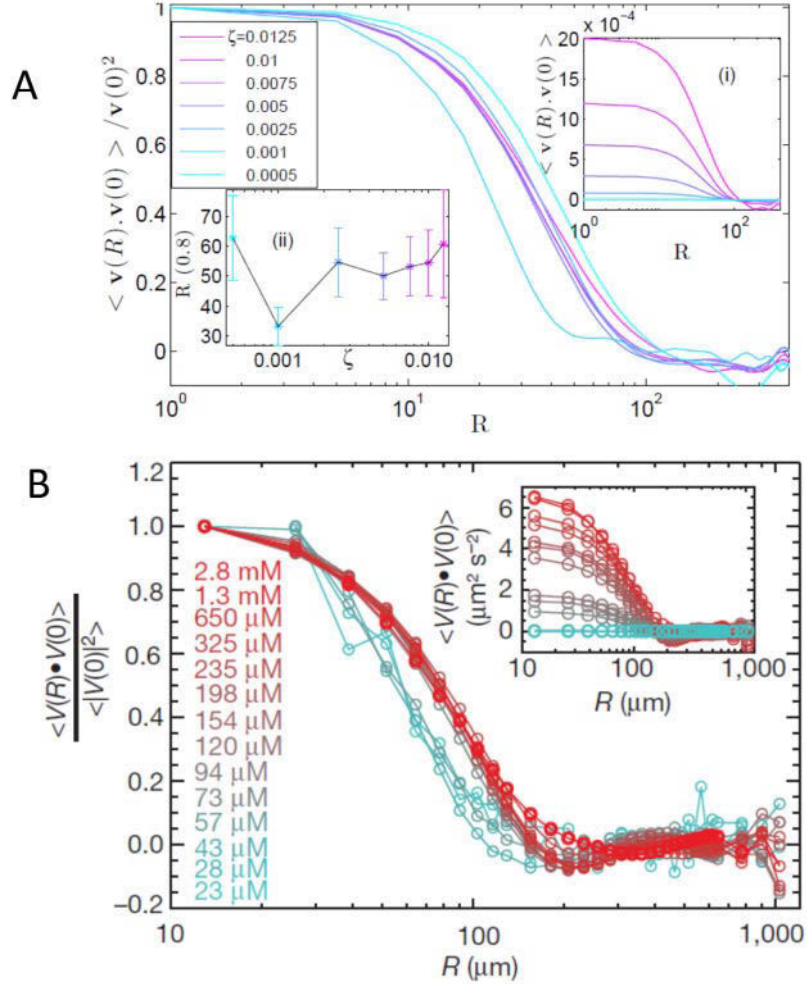 A
< v(R).v(0) > /v(0)²
1
0.8
0.6
0.4
0.2
0
ζ=0.0125
0.01
0.0075
0.005
0.0025
0.001
0.0005
x 10⁻⁴
< v(R).v(0) >
20
15
10
5
0
(i)
10⁰
10²
R
R (0.8)
70
60
50
40
30
(ii)
0.001
ζ
0.010
10⁰
10¹
10²
R
B
<V(R)•V(0)>
<|V(0)|²>
1.2
1.0
0.8
0.6
0.4
0.2
0.0
−0.2
2.8 mM
1.3 mM
650 μM
325 μM
235 μM
198 μM
154 μM
120 μM
94 μM
73 μM
57 μM
43 μM
28 μM
23 μM
<V(R)•V(0)>
(μm² s⁻²)
6
4
2
0
10
100
1,000
R (μm)
10
100
1,000
R (μm)